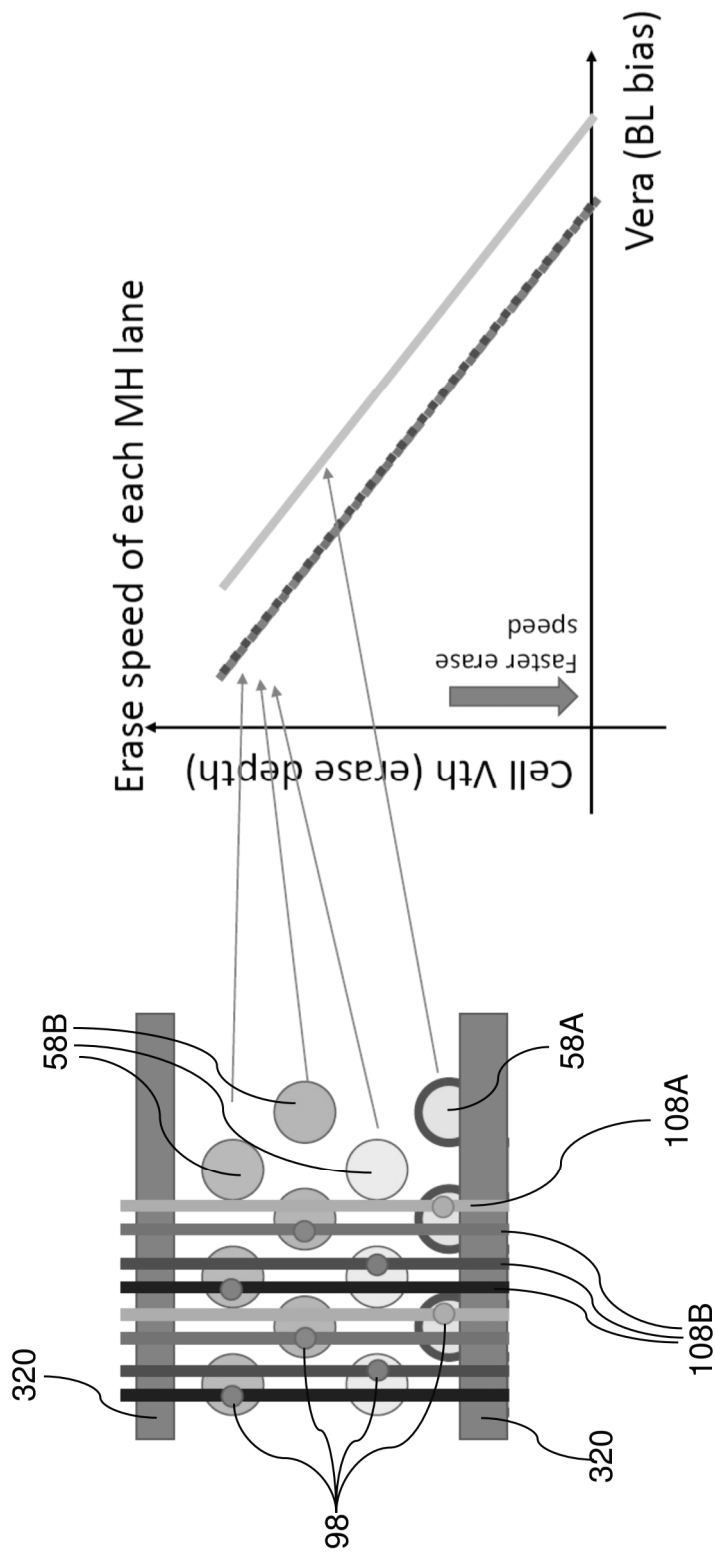 Erase speed of each MH lane
Cell Vth (erase depth)
Faster erase
speed
Vera (BL bias)
320
58B
98
58A
108A
108B
320